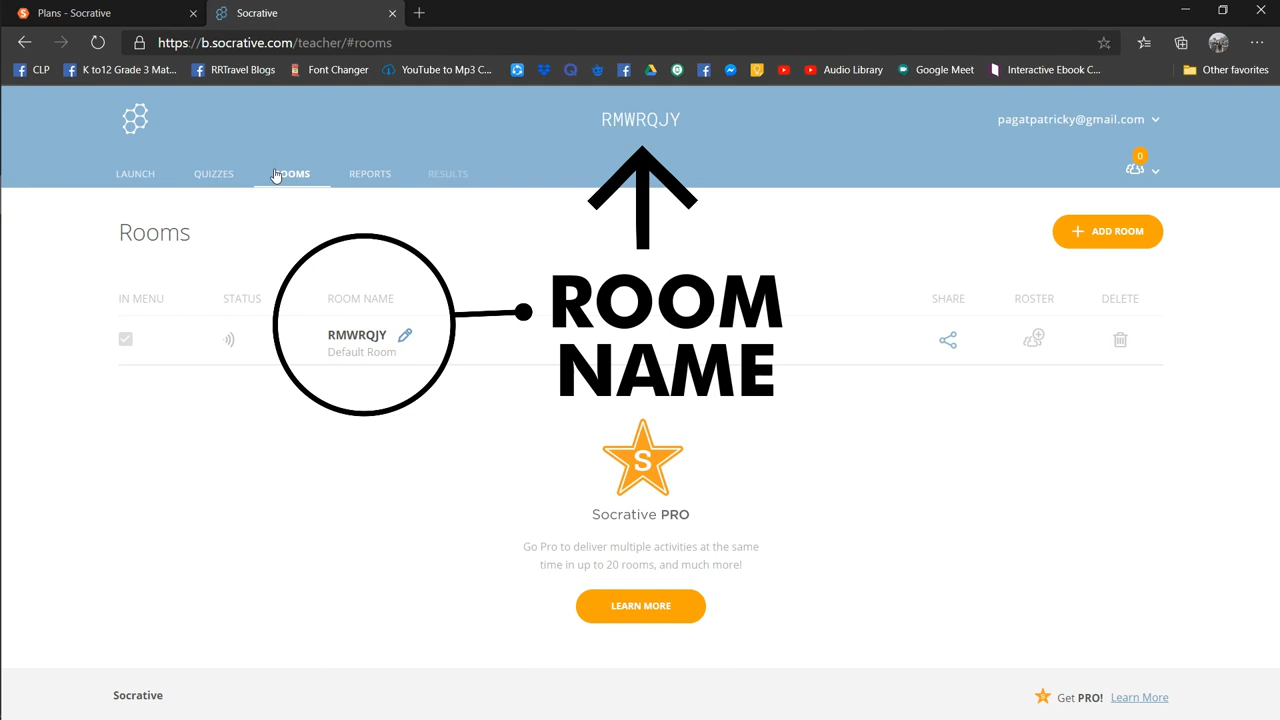 Plans - Socrative
Socrative
https://b.socrative.com/teacher/#rooms
CLP
K to12 Grade 3 Mat...
RRTravel Blogs
Font Changer
YouTube to Mp3 C...
Audio Library
Google Meet
Interactive Ebook C...
Other favorites
RMWRQJY
pagatpatricky@gmail.com
0
LAUNCH
QUIZZES
ROOMS
REPORTS
RESULTS
Rooms
ADD ROOM
IN MENU
STATUS
ROOM NAME
SHARE
ROSTER
DELETE
RMWRQJY
Default Room
ROOM
NAME
S
Socrative PRO
Go Pro to deliver multiple activities at the same
time in up to 20 rooms, and much more!
LEARN MORE
Socrative
Get PRO! Learn More